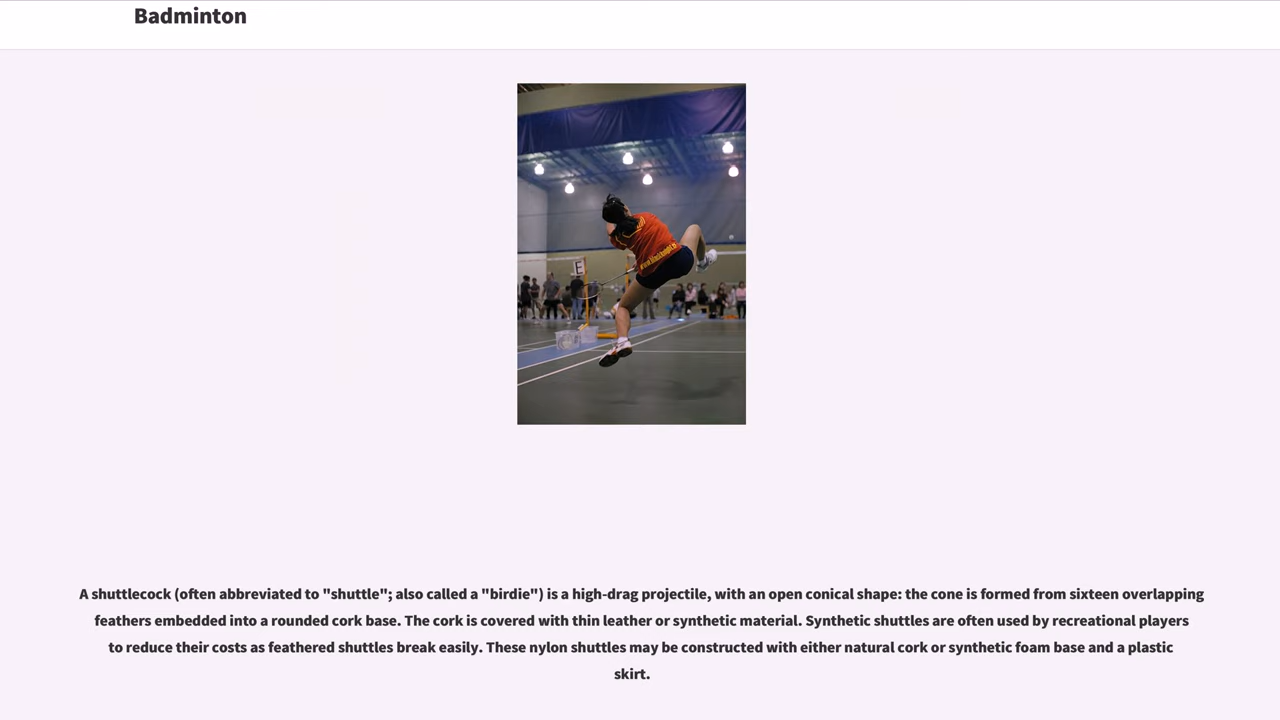 Badminton
E
A shuttlecock (often abbreviated to "shuttle"; also called a "birdie") is a high-drag projectile, with an open conical shape: the cone is formed from sixteen overlapping
feathers embedded into a rounded cork base. The cork is covered with thin leather or synthetic material. Synthetic shuttles are often used by recreational players
to reduce their costs as feathered shuttles break easily. These nylon shuttles may be constructed with either natural cork or synthetic foam base and a plastic
skirt.